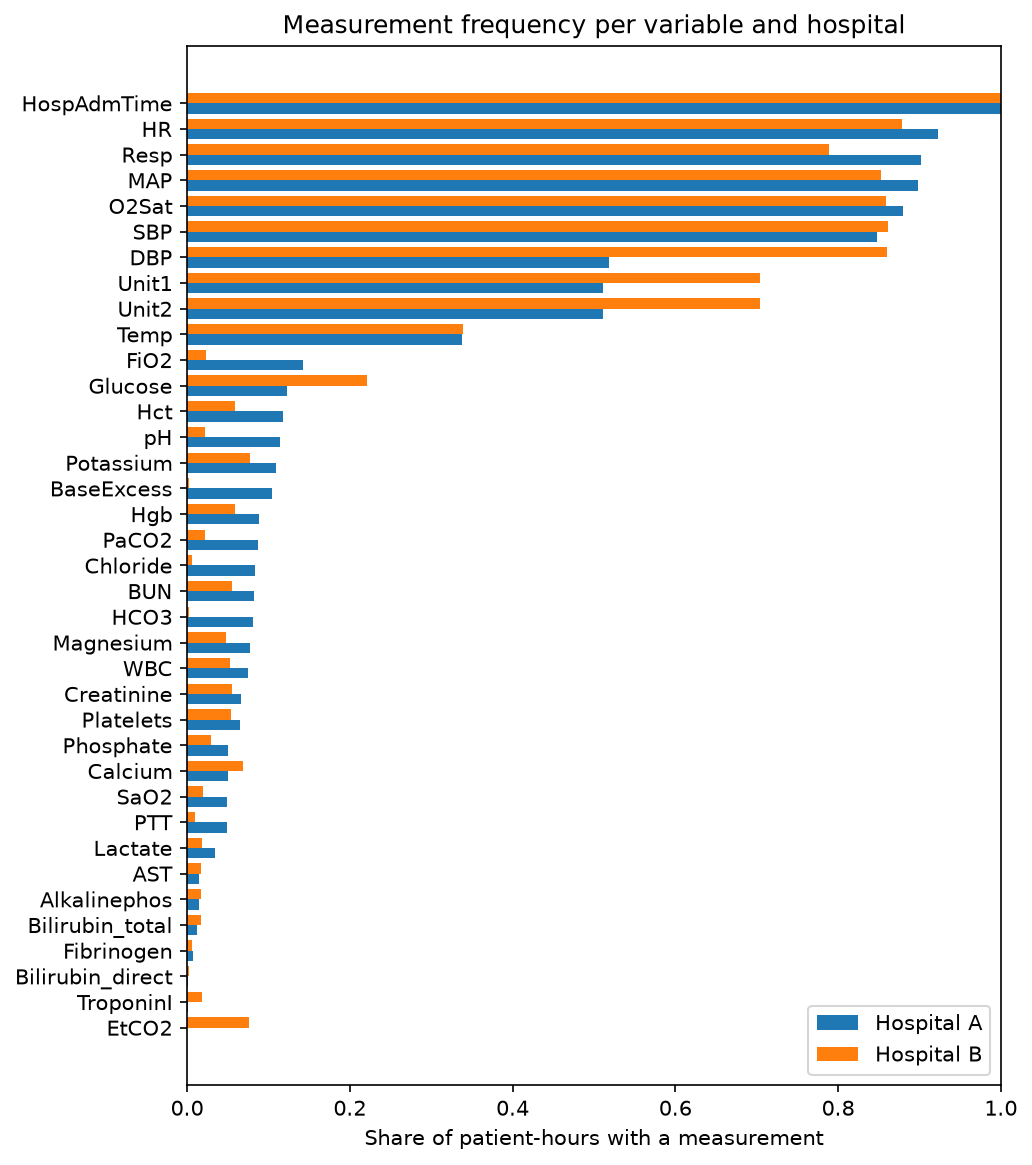 Measurement frequency per variable and hospital
HospAdmTime
HR
Resp
MAP
O2Sat
SBP
DBP
Unit1
Unit2
Temp
FiO2
Glucose
Hct
pH
Potassium
BaseExcess
Hgb
PaCO2
Chloride
BUN
HCO3
Magnesium
WBC
Creatinine
Platelets
Phosphate
Calcium
SaO2
PTT
Lactate
AST
Alkalinephos
Bilirubin_total
Fibrinogen
Bilirubin_direct
TroponinI
EtCO2
Hospital A
Hospital B
0.0 0.2 0.4 0.6 0.8 1.0
Share of patient-hours with a measurement